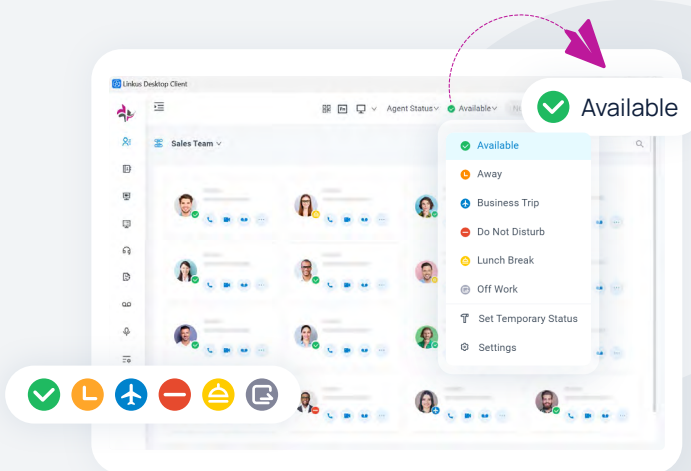 Linkus Desktop Client
Fn
Agent Status
Available
Available
Sales Team
Available
Away
Business Trip
Do Not Disturb
Lunch Break
Off Work
Set Temporary Status
Settings